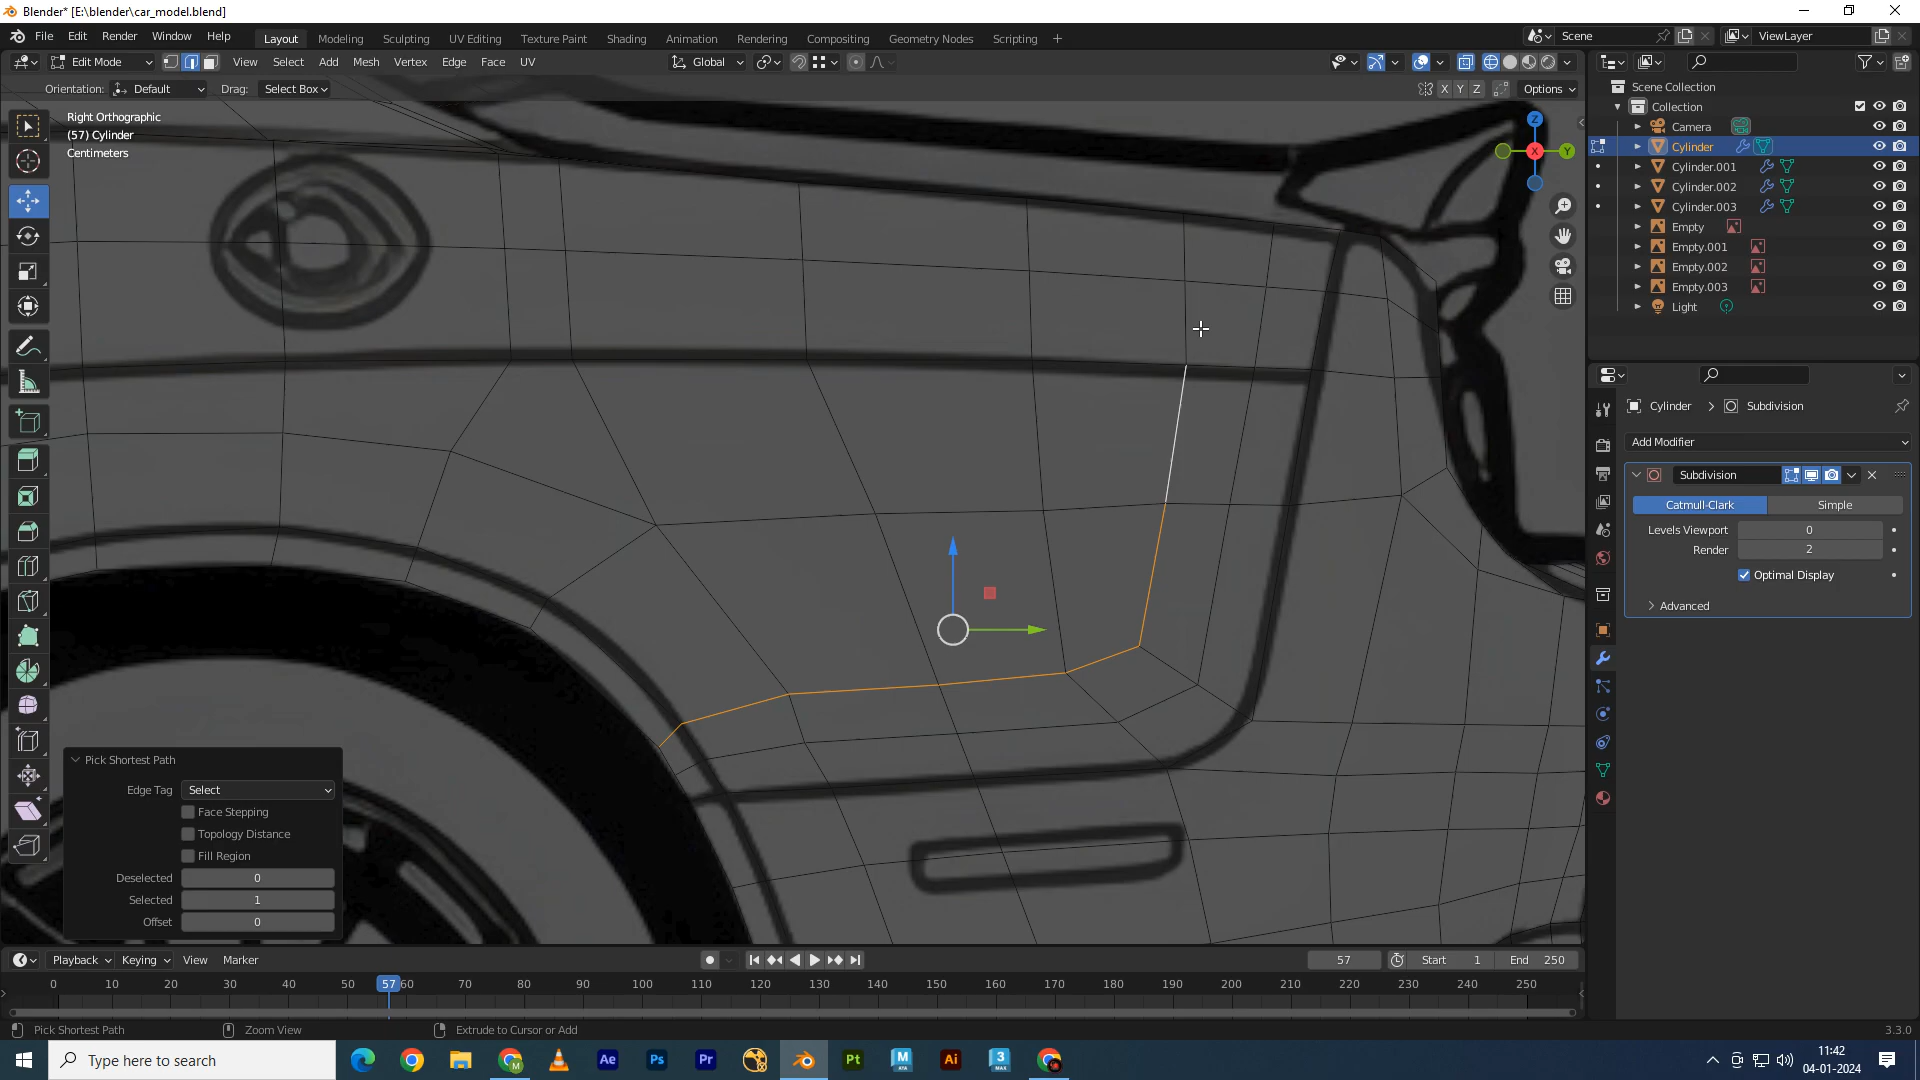 Blender* [E:\blender\car_model.blend]
File Edit Render Window Help Layout Modeling Sculpting UV Editing Texture Paint Shading Animation Rendering Compositing Geometry Nodes Scripting + Scene ViewLayer
Edit Mode View Select Add Mesh Vertex Edge Face UV Global
Orientation: Default Drag: Select Box X Y Z Options
Right Orthographic
(57) Cylinder
Centimeters
Z
Y
X
Scene Collection
Collection
Camera
Cylinder
Cylinder.001
Cylinder.002
Cylinder.003
Empty
Empty.001
Empty.002
Empty.003
Light
Cylinder > Subdivision
Add Modifier
Subdivision
Catmull-Clark Simple
Levels Viewport 0
Render 2
Optimal Display
Advanced
Pick Shortest Path
Edge Tag Select
Face Stepping
Topology Distance
Fill Region
Deselected 0
Selected 1
Offset 0
Playback Keying View Marker 57 Start 1 End 250
0 10 20 30 40 50 57 60 70 80 90 100 110 120 130 140 150 160 170 180 190 200 210 220 230 240 250
Pick Shortest Path Zoom View Extrude to Cursor or Add 3.3.0
Type here to search
Ae Ps Pr Pt M Ai 3
11:42
04-01-2024